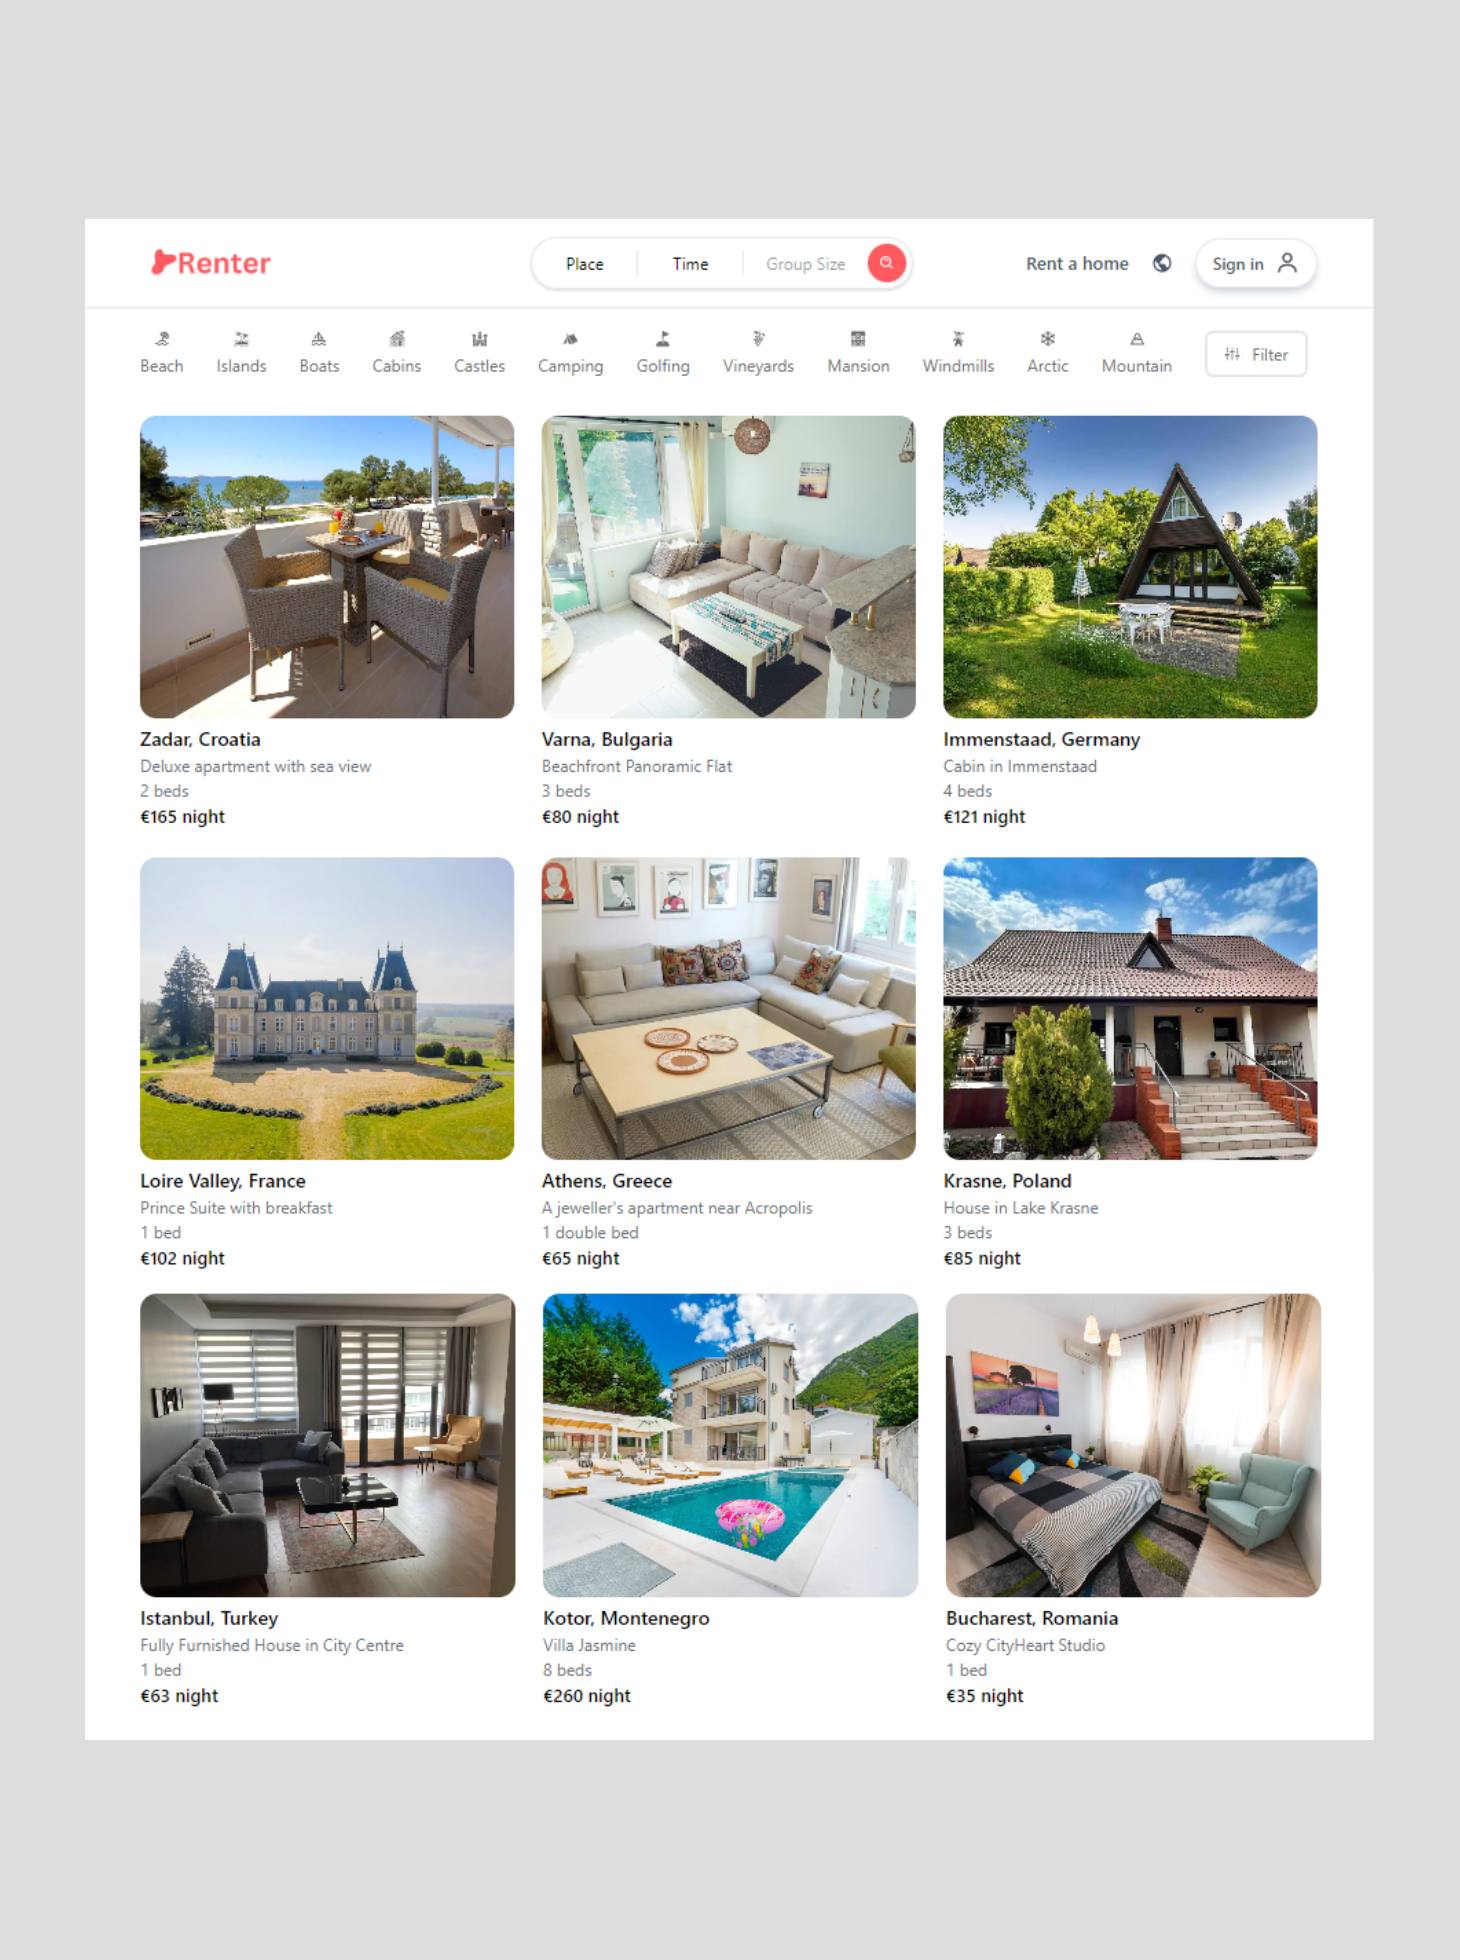 Renter
Place
Time
Group Size
Rent a home
Sign in
Beach
Islands
Boats
Cabins
Castles
Camping
Golfing
Vineyards
Mansion
Windmills
Arctic
Mountain
Filter
Zadar, Croatia
Deluxe apartment with sea view
2 beds
€165 night
Varna, Bulgaria
Beachfront Panoramic Flat
3 beds
€80 night
Immenstaad, Germany
Cabin in Immenstaad
4 beds
€121 night
Loire Valley, France
Prince Suite with breakfast
1 bed
€102 night
Athens, Greece
A jeweller's apartment near Acropolis
1 double bed
€65 night
Krasne, Poland
House in Lake Krasne
3 beds
€85 night
Istanbul, Turkey
Fully Furnished House in City Centre
1 bed
€63 night
Kotor, Montenegro
Villa Jasmine
8 beds
€260 night
Bucharest, Romania
Cozy CityHeart Studio
1 bed
€35 night